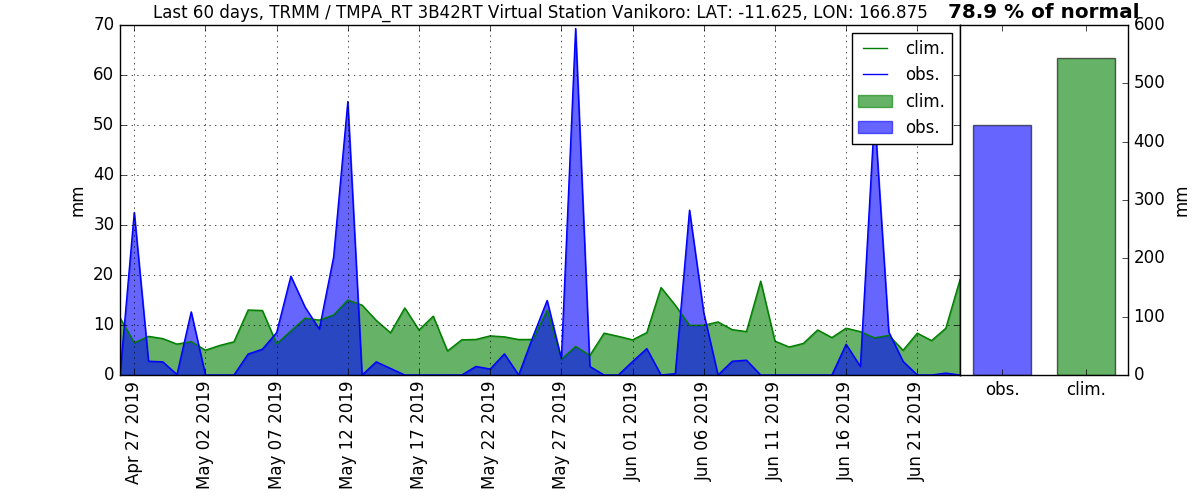 Last 60 days, TRMM / TMPA_RT 3B42RT Virtual Station Vanikoro: LAT: -11.625, LON: 166.875
78.9 % of normal
70
60
50
40
30
20
10
0
mm
clim.
obs.
clim.
obs.
600
500
400
300
200
100
0
mm
obs.
clim.
Apr 27 2019
May 02 2019
May 07 2019
May 12 2019
May 17 2019
May 22 2019
May 27 2019
Jun 01 2019
Jun 06 2019
Jun 11 2019
Jun 16 2019
Jun 21 2019